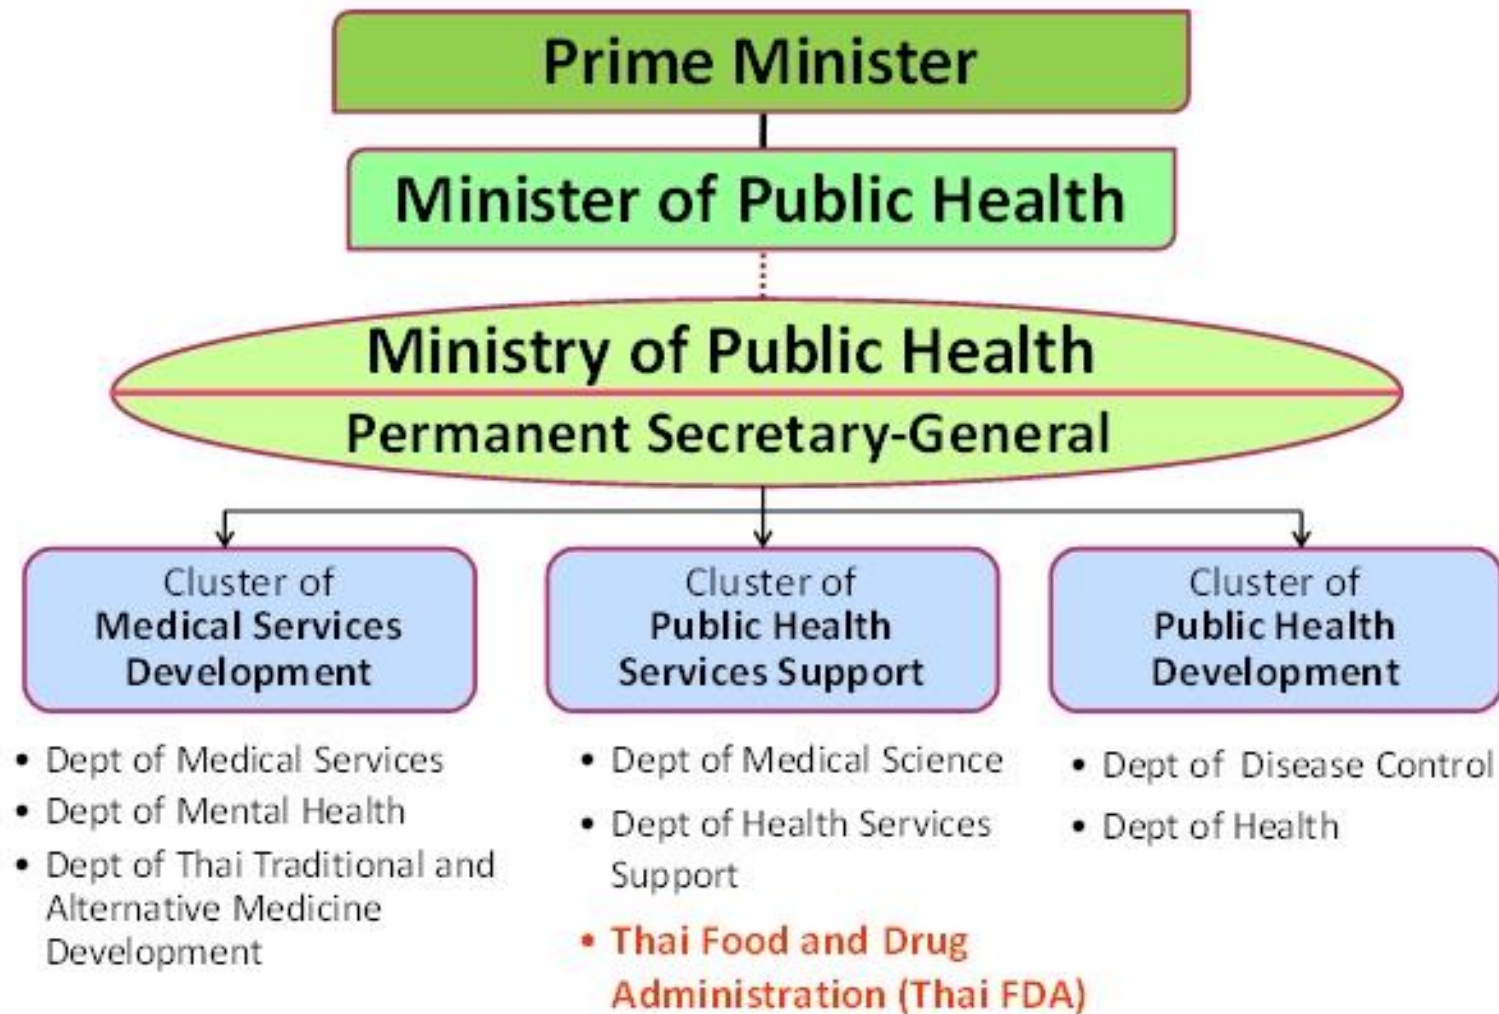 Prime Minister
Minister of Public Health
Ministry of Public Health
Permanent Secretary-General
Cluster of
Medical Services
Development
• Dept of Medical Services
• Dept of Mental Health
• Dept of Thai Traditional and
Alternative Medicine
Development
Cluster of
Public Health
Services Support
• Dept of Medical Science
• Dept of Health Services
Support
• Thai Food and Drug
Administration (Thai FDA)
Cluster of
Public Health
Development
• Dept of Disease Control
• Dept of Health